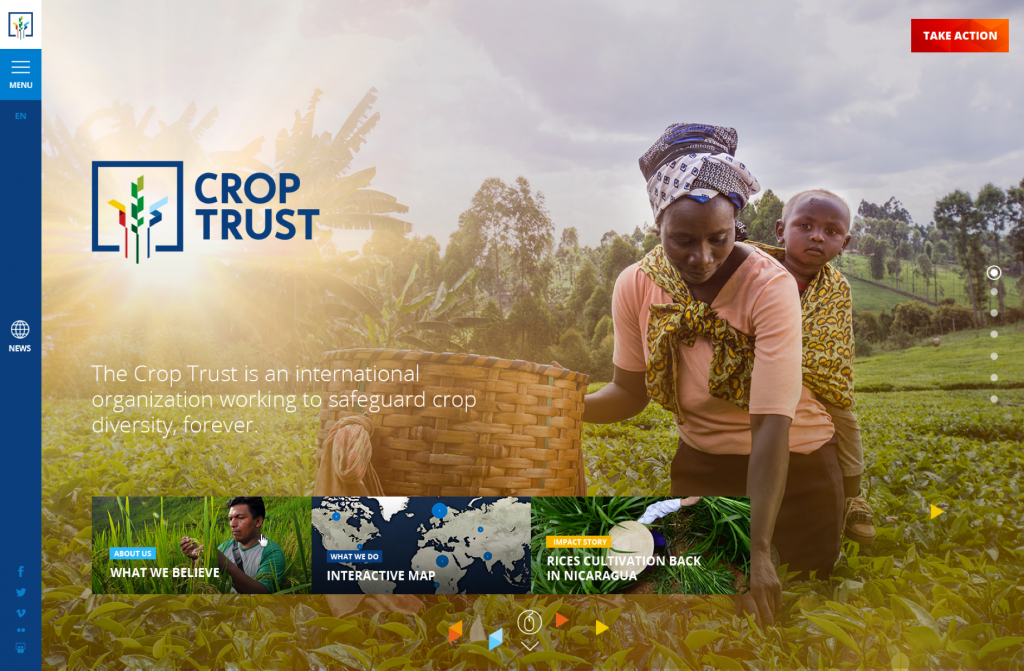 TAKE ACTION
MENU
EN
CROP
TRUST
NEWS
The Crop Trust is an international
organization working to safeguard crop
diversity, forever.
ABOUT US
WHAT WE BELIEVE
WHAT WE DO
INTERACTIVE MAP
IMPACT STORY
RICES CULTIVATION BACK
IN NICARAGUA